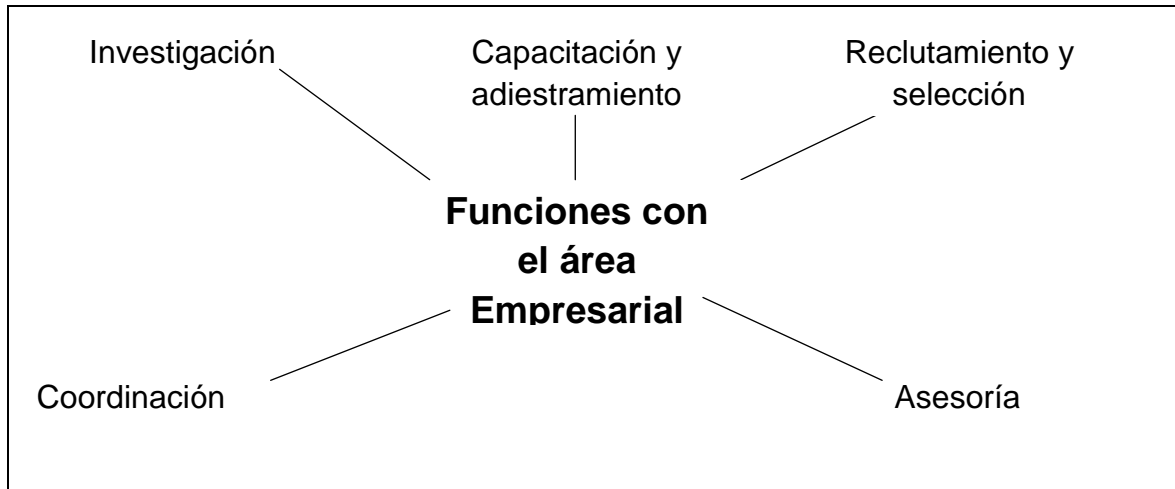 Investigación
Capacitación y
adiestramiento
Reclutamiento y
selección
Funciones con
el área
Empresarial
Coordinación
Asesoría